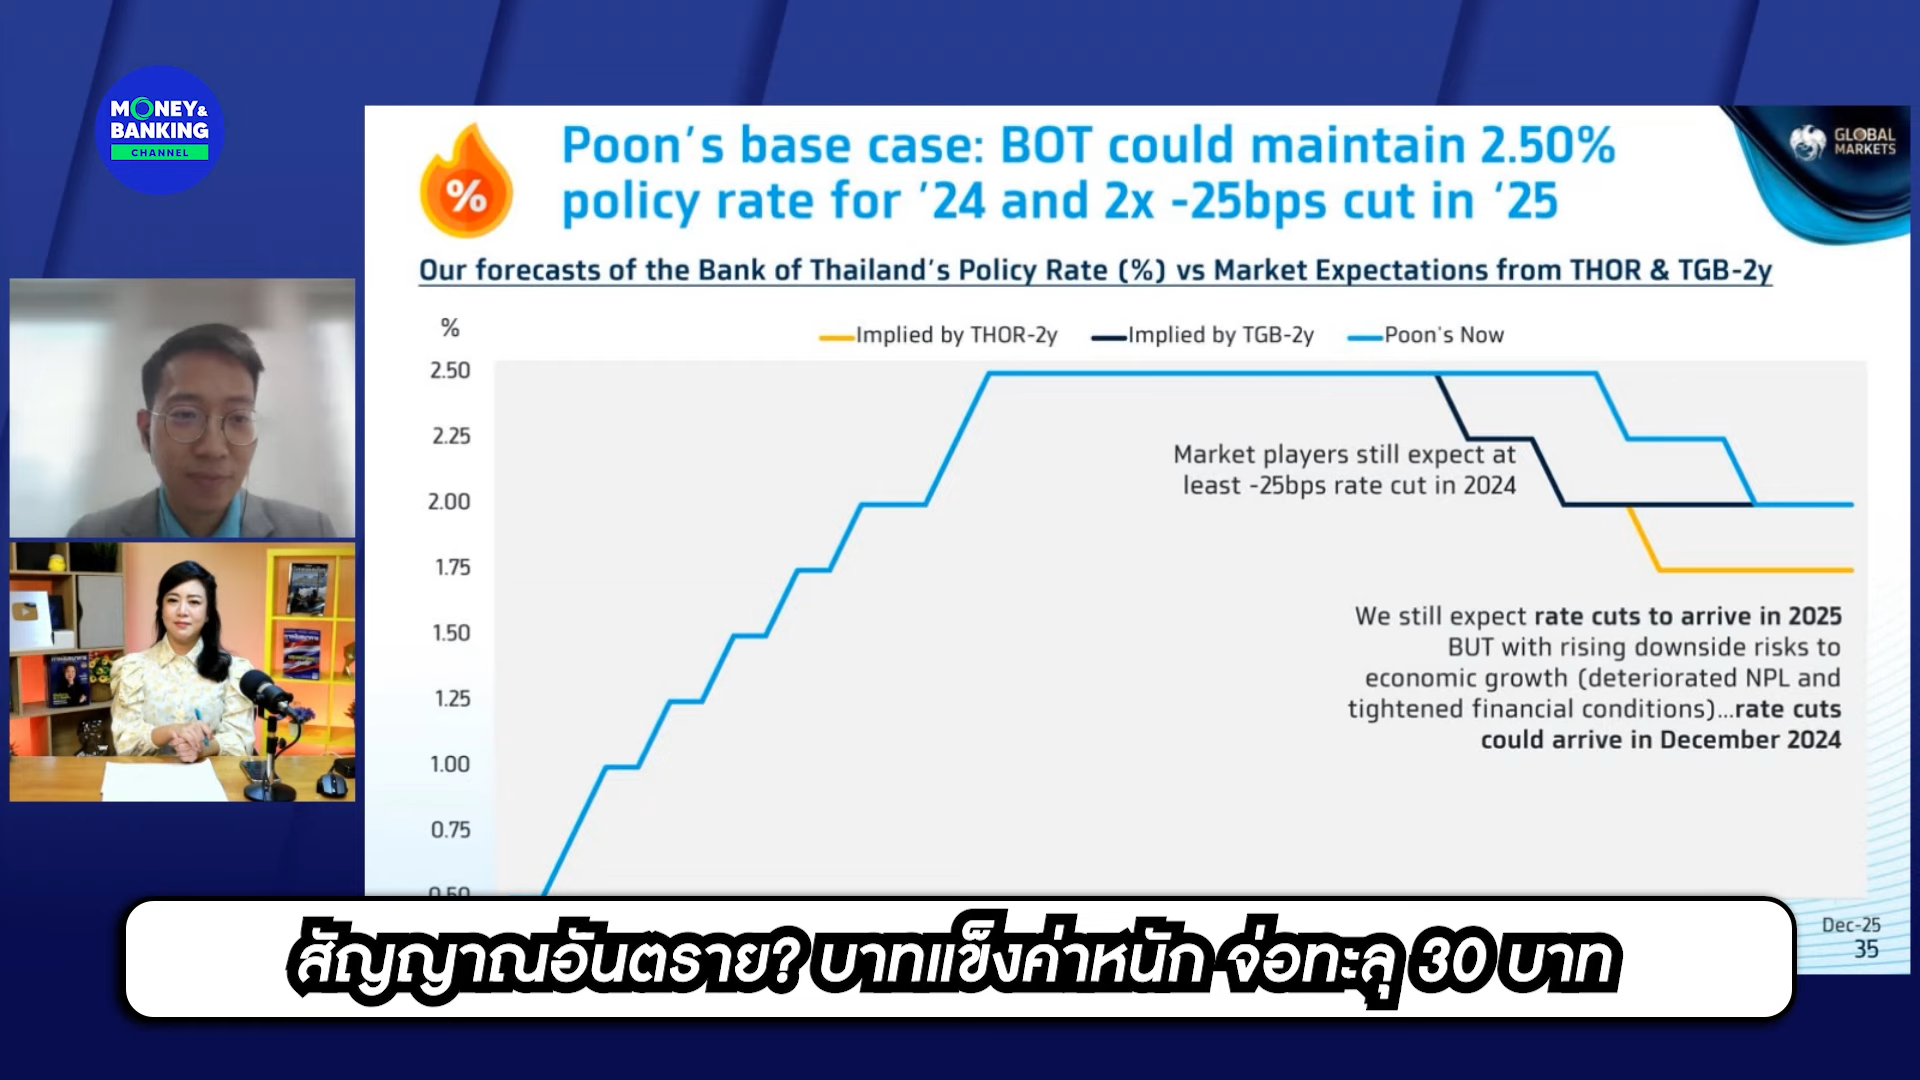 MONEY&
BANKING
CHANNEL
%
Poon's base case: BOT could maintain 2.50%
policy rate for '24 and 2x -25bps cut in '25
GLOBAL
MARKETS
Our forecasts of the Bank of Thailand's Policy Rate (%) vs Market Expectations from THOR & TGB-2y
%
Implied by THOR-2y
Implied by TGB-2y
Poon's Now
2.50
2.25
2.00
1.75
1.50
1.25
1.00
0.75
0.50
Market players still expect at
least -25bps rate cut in 2024
We still expect rate cuts to arrive in 2025
BUT with rising downside risks to
economic growth (deteriorated NPL and
tightened financial conditions)...rate cuts
could arrive in December 2024
Dec-25
35
สัญญาณอันตราย? บาทแข็งค่าหนัก จ่อทะลุ 30 บาท